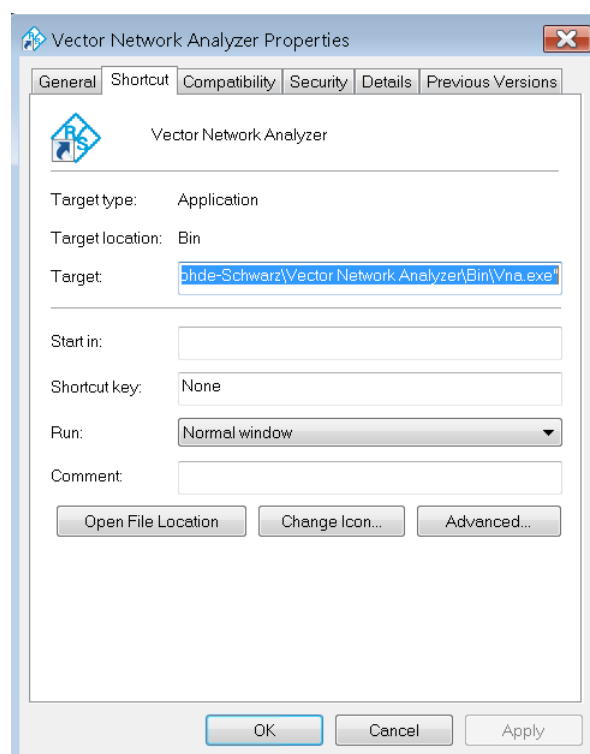 Vector Network Analyzer Properties
General Shortcut Compatibility Security Details Previous Versions
RS
Vector Network Analyzer
Target type: Application
Target location: Bin
Target: ohde-Schwarz\Vector Network Analyzer\Bin\Vna.exe"
Start in:
Shortcut key: None
Run: Normal window
Comment:
Open File Location Change Icon... Advanced...
OK Cancel Apply